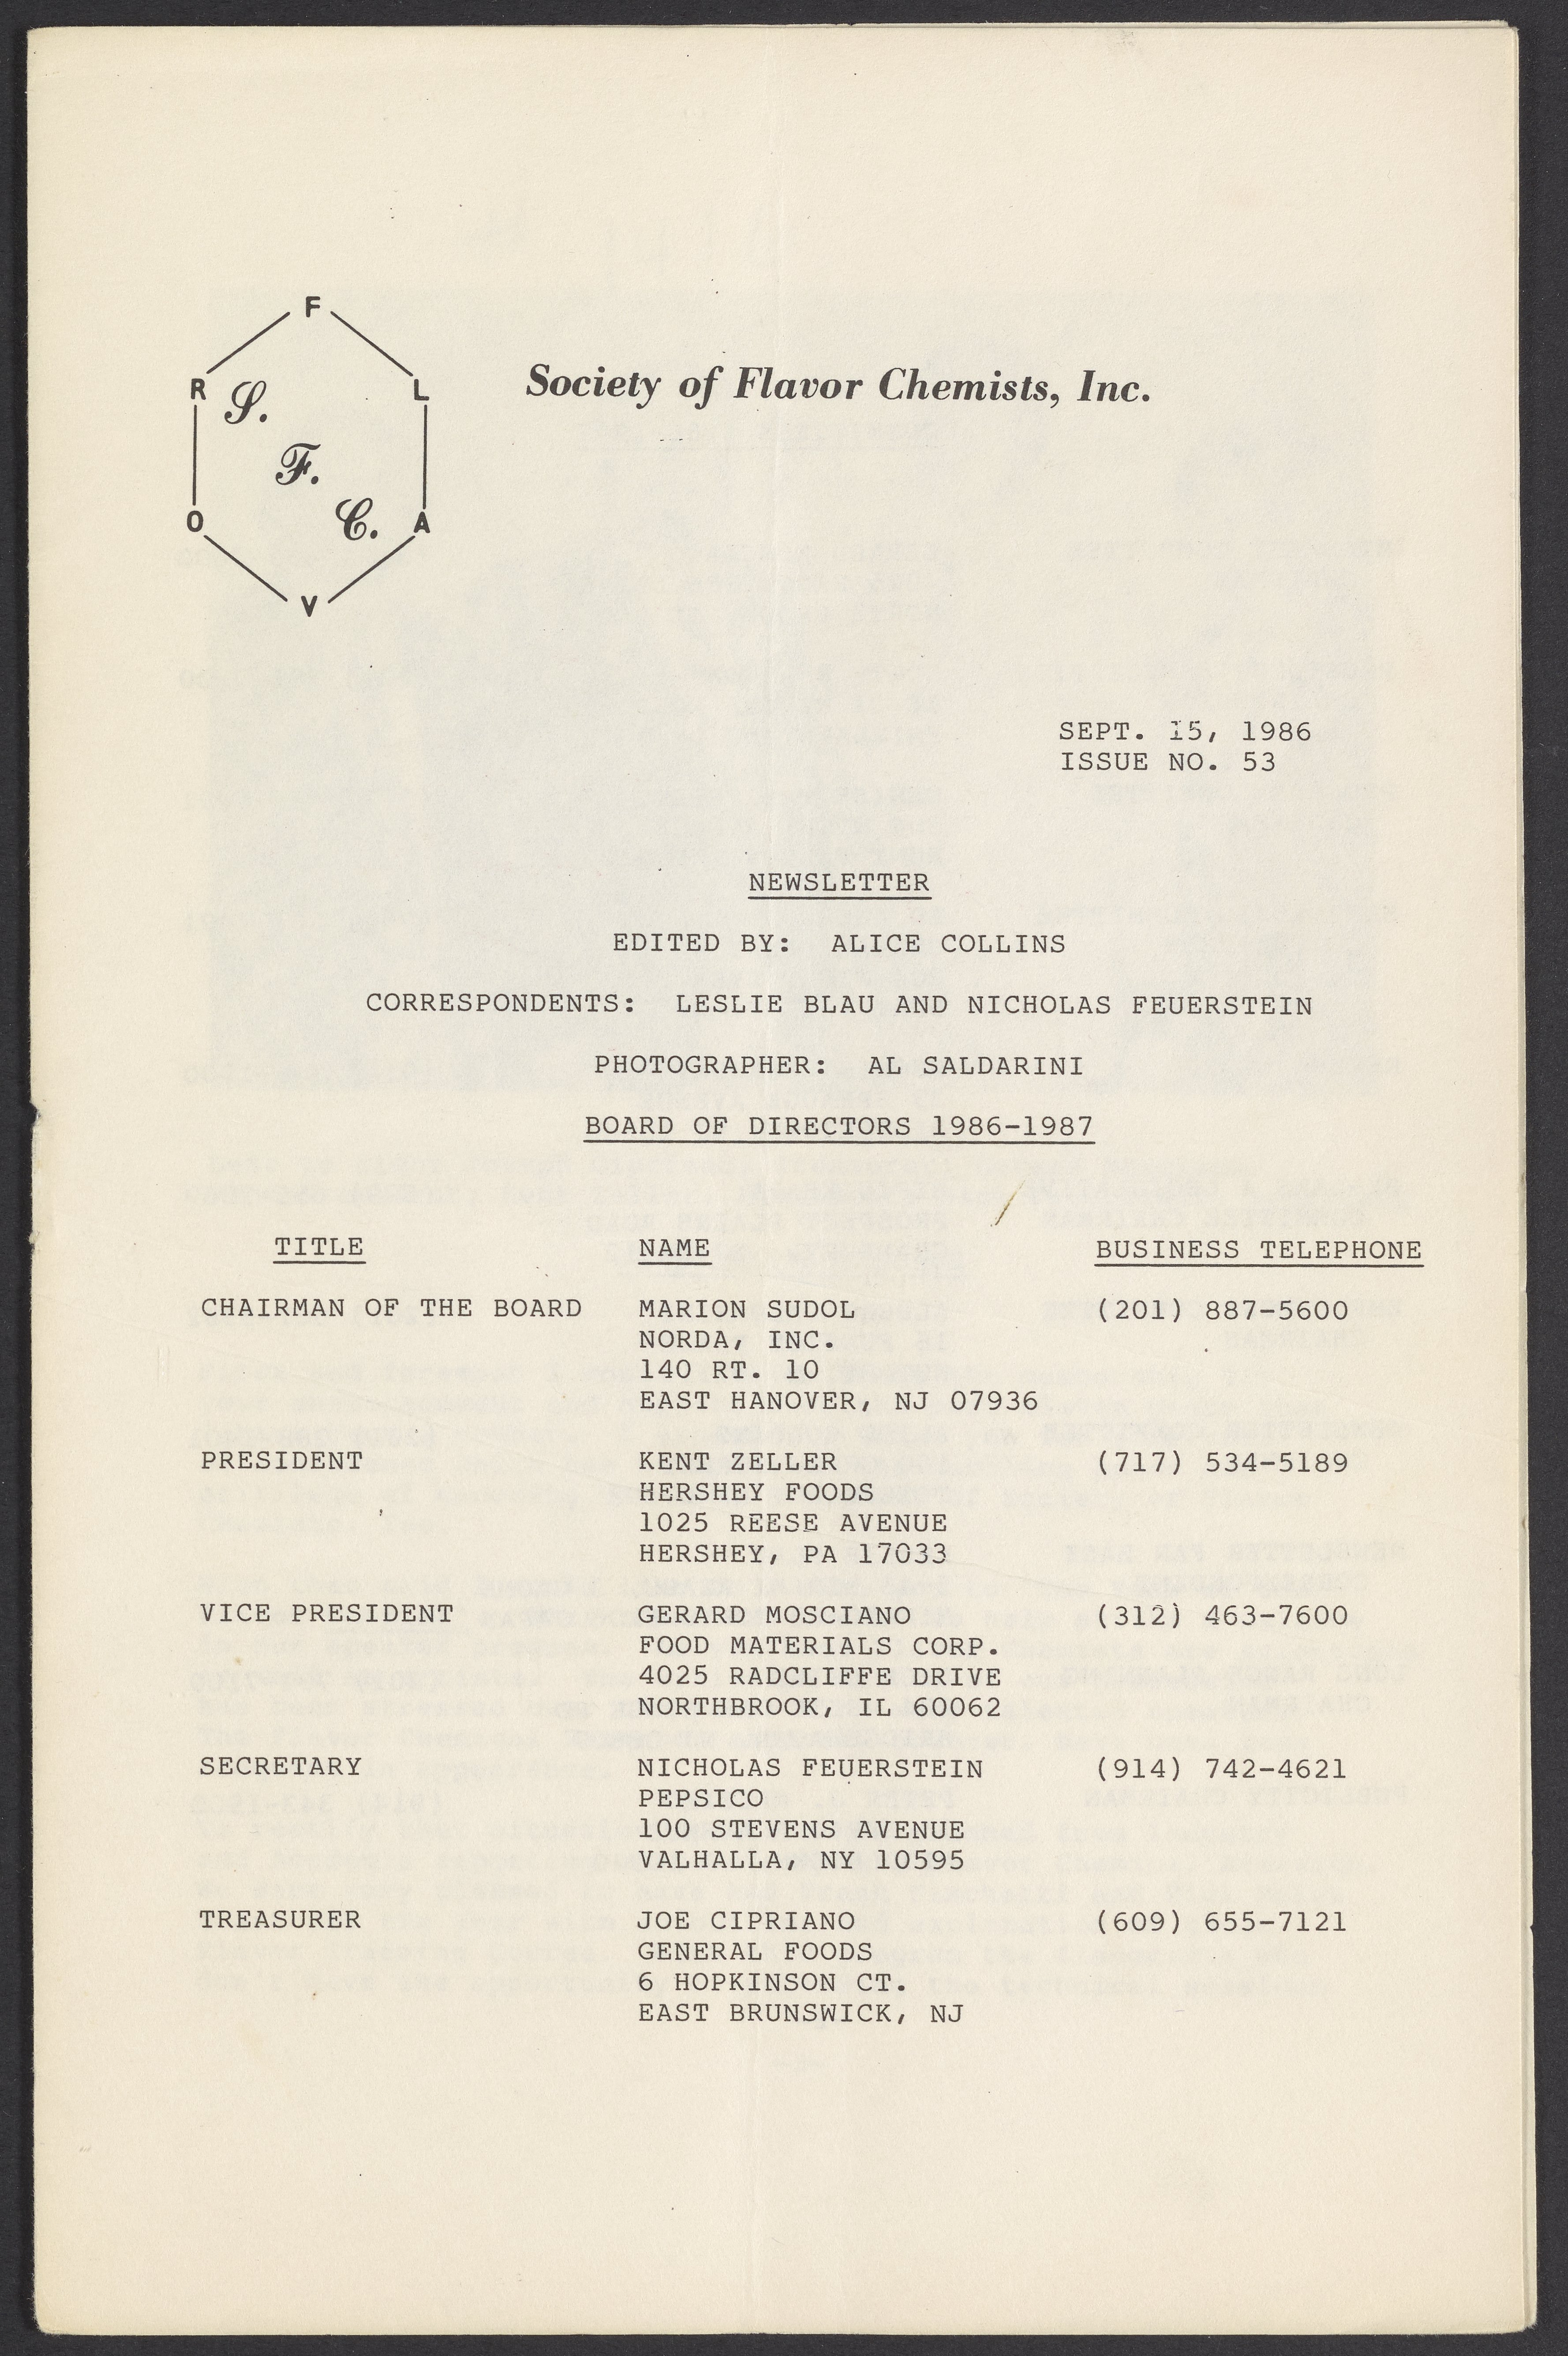 F
R L
S.
F.
C.
O A
V
Society of Flavor Chemists, Inc.
SEPT. 15, 1986
ISSUE NO. 53
NEWSLETTER
EDITED BY: ALICE COLLINS
CORRESPONDENTS: LESLIE BLAU AND NICHOLAS FEUERSTEIN
PHOTOGRAPHER: AL SALDARINI
BOARD OF DIRECTORS 1986-1987
TITLE NAME BUSINESS TELEPHONE
CHAIRMAN OF THE BOARD MARION SUDOL (201) 887-5600
NORDA, INC.
140 RT. 10
EAST HANOVER, NJ 07936
PRESIDENT KENT ZELLER (717) 534-5189
HERSHEY FOODS
1025 REESE AVENUE
HERSHEY, PA 17033
VICE PRESIDENT GERARD MOSCIANO (312) 463-7600
FOOD MATERIALS CORP.
4025 RADCLIFFE DRIVE
NORTHBROOK, IL 60062
SECRETARY NICHOLAS FEUERSTEIN (914) 742-4621
PEPSICO
100 STEVENS AVENUE
VALHALLA, NY 10595
TREASURER JOE CIPRIANO (609) 655-7121
GENERAL FOODS
6 HOPKINSON CT.
EAST BRUNSWICK, NJ